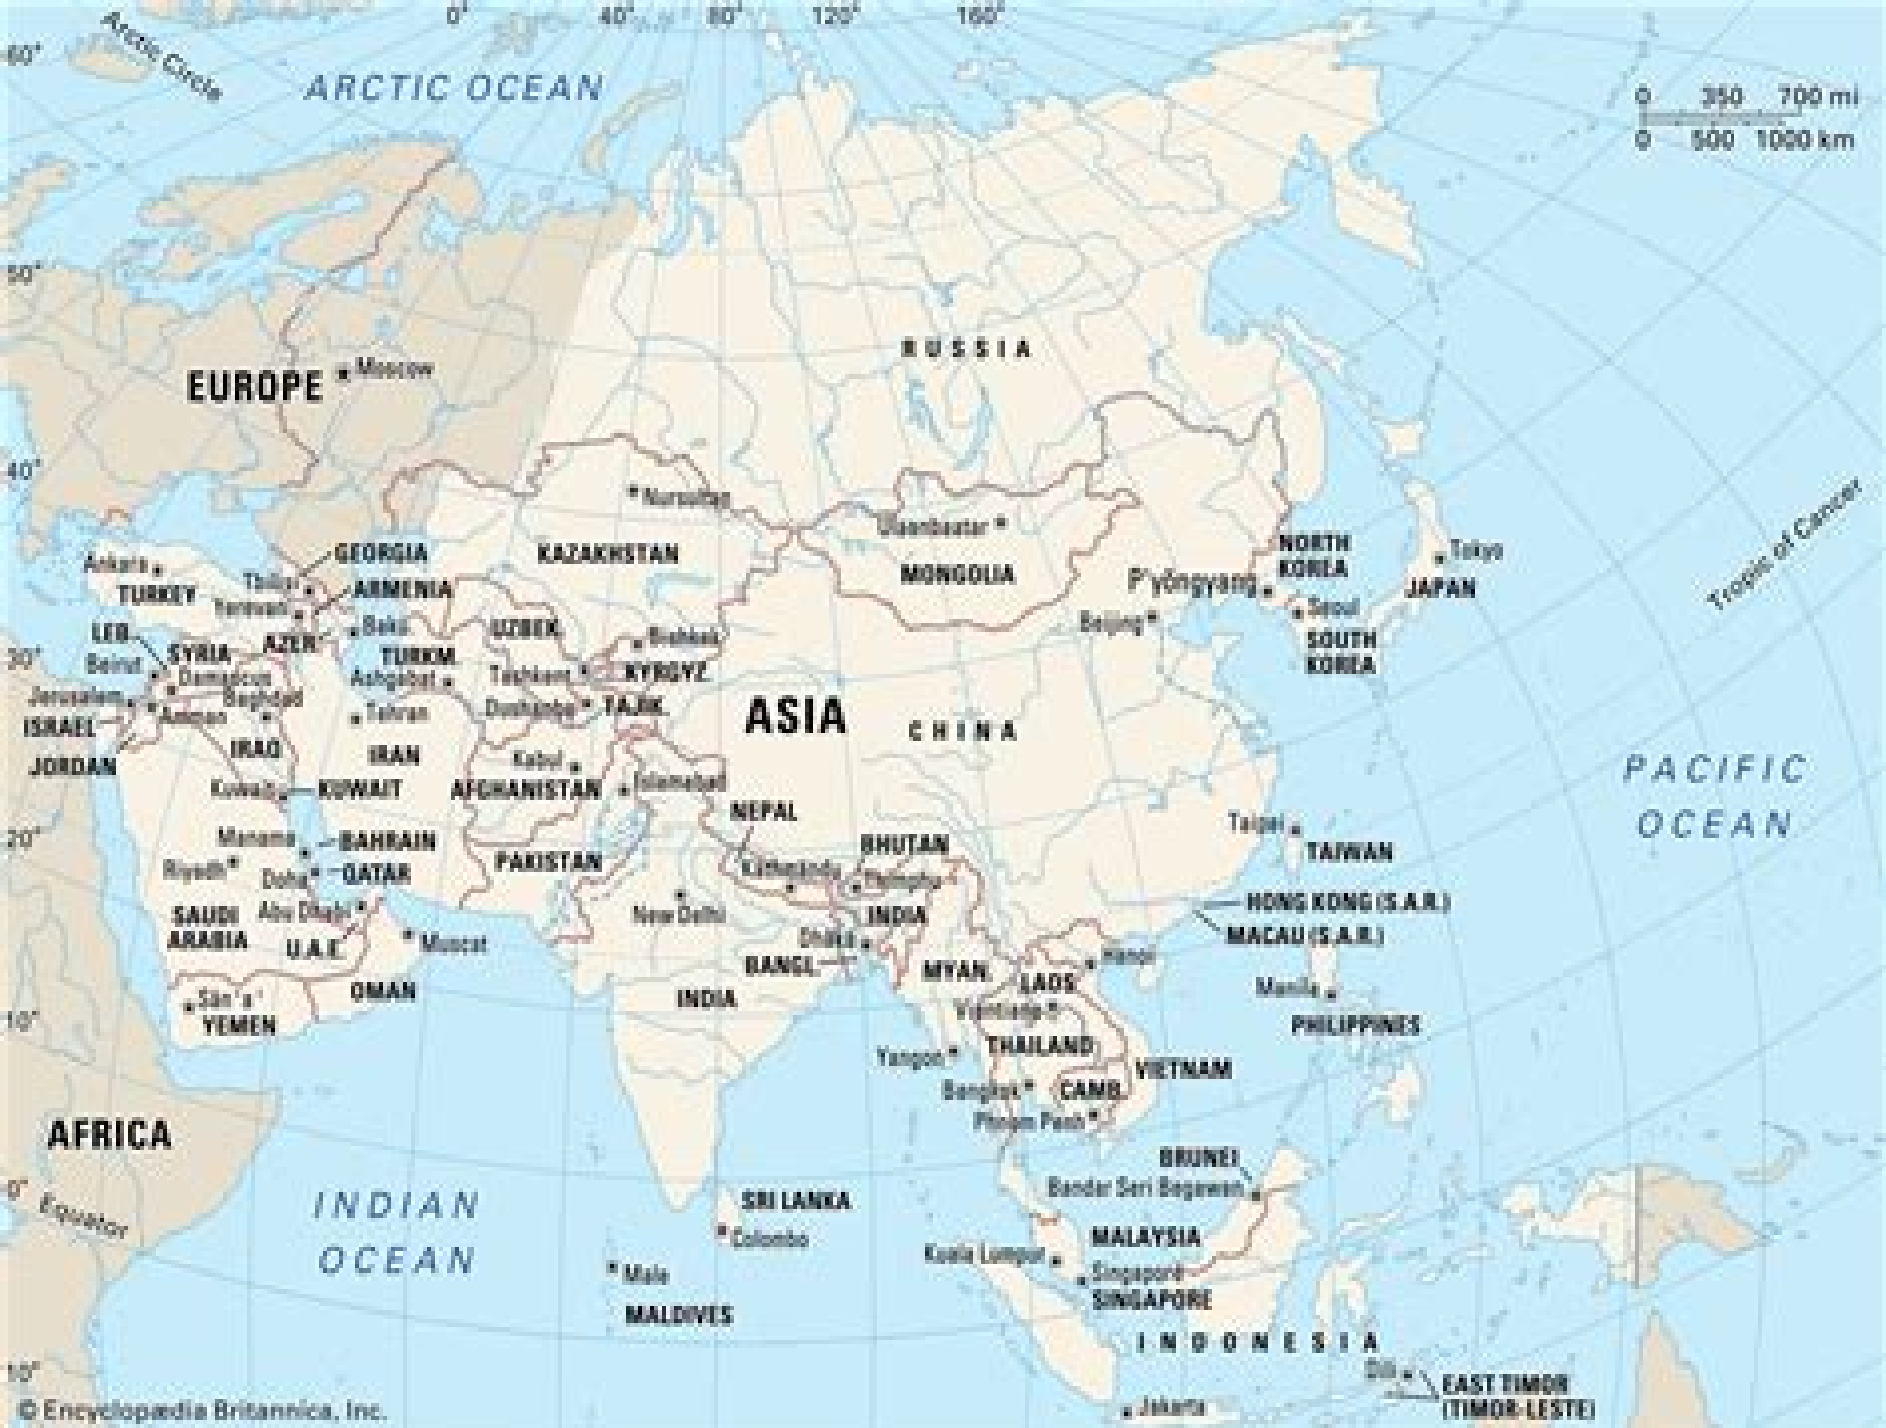 0°
40°
80°
120°
160°
Arctic Circle
60°
ARCTIC OCEAN
0 350 700 mi
0 500 1000 km
50°
RUSSIA
EUROPE
Moscow
40°
Nursultan
Ulaanbaatar
Tropic of Cancer
Ankara
GEORGIA
KAZAKHSTAN
MONGOLIA
NORTH
KOREA
Tokyo
JAPAN
TURKEY
Tbilisi
ARMENIA
P'yŏngyang
Yerevan
Seoul
LEB.
AZER.
Baku
UZBEK.
Bishkek
Beijing
SOUTH
KOREA
30°
Beirut
SYRIA
TURKM.
Tashkent
KYRGYZ.
Damascus
Ashgabat
Jerusalem
Baghdad
Dushanbe
TAJIK.
ISRAEL
Amman
Tehran
ASIA
CHINA
JORDAN
IRAQ
IRAN
Kabul
Kuwait
KUWAIT
AFGHANISTAN
Islamabad
PACIFIC
OCEAN
20°
Manama
BAHRAIN
NEPAL
BHUTAN
Taipei
TAIWAN
Riyadh
Doha
QATAR
PAKISTAN
Kathmandu
Thimphu
SAUDI
ARABIA
Abu Dhabi
U.A.E.
Muscat
New Delhi
INDIA
HONG KONG (S.A.R.)
MACAU (S.A.R.)
Dhaka
BANGL.
MYAN.
Hanoi
LAOS
OMAN
INDIA
Vientiane
Manila
PHILIPPINES
10°
Ṣan'a'
YEMEN
Yangon
THAILAND
VIETNAM
Bangkok
CAMB.
Phnom Penh
AFRICA
BRUNEI
Bandar Seri Begawan
0°
Equator
INDIAN
OCEAN
SRI LANKA
Colombo
MALAYSIA
Kuala Lumpur
Male
MALDIVES
Singapore
SINGAPORE
INDONESIA
10°
Dili
EAST TIMOR
(TIMOR-LESTE)
Jakarta
© Encyclopædia Britannica, Inc.